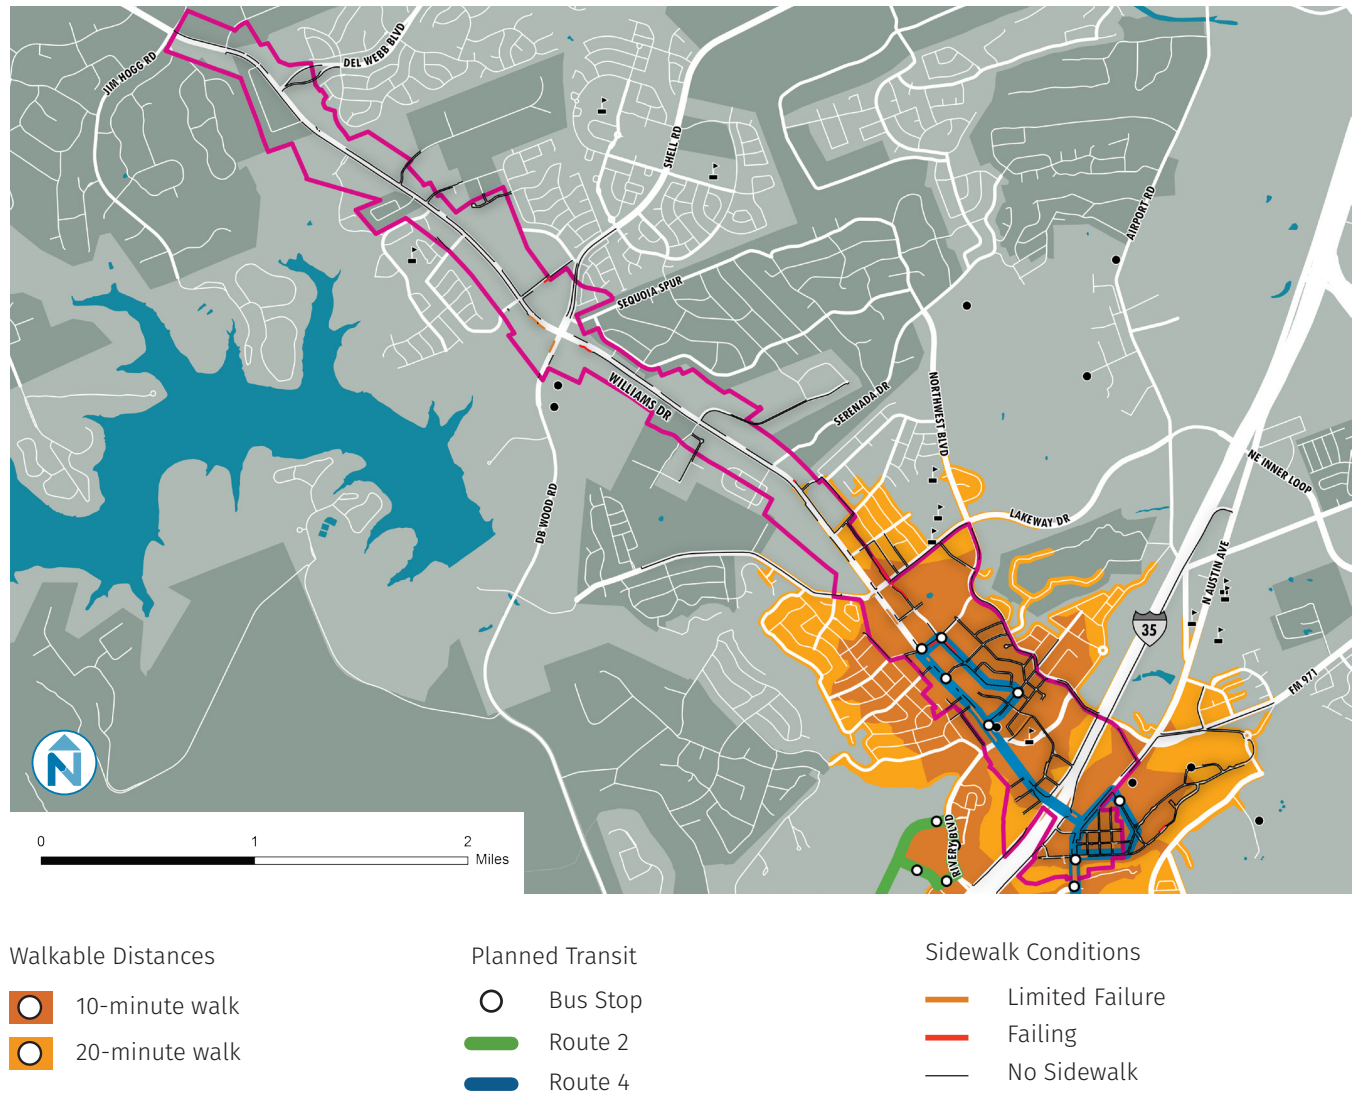 JIM HOGG RD
DEL WEBB BLVD
SHELL RD
AIRPORT RD
SEQUOIA SPUR
WILLIAMS DR
SERENADA DR
NORTHWEST BLVD
NE INNER LOOP
DB WOOD RD
LAKEWAY DR
N AUSTIN AVE
35
FM 971
RIVERY BLVD
N
0 1 2 Miles
Walkable Distances
10-minute walk
20-minute walk
Planned Transit
Bus Stop
Route 2
Route 4
Sidewalk Conditions
Limited Failure
Failing
No Sidewalk